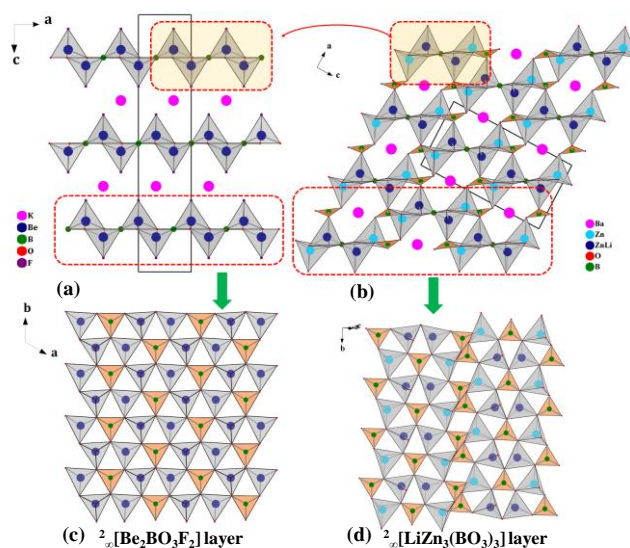 a
c
K
Be
B
O
F
(a)
a
c
Ba
Zn
ZnLi
O
B
(b)
b
a
(c) ²∞[Be₂BO₃F₂] layer
b
(d) ²∞[LiZn₃(BO₃)₃] layer